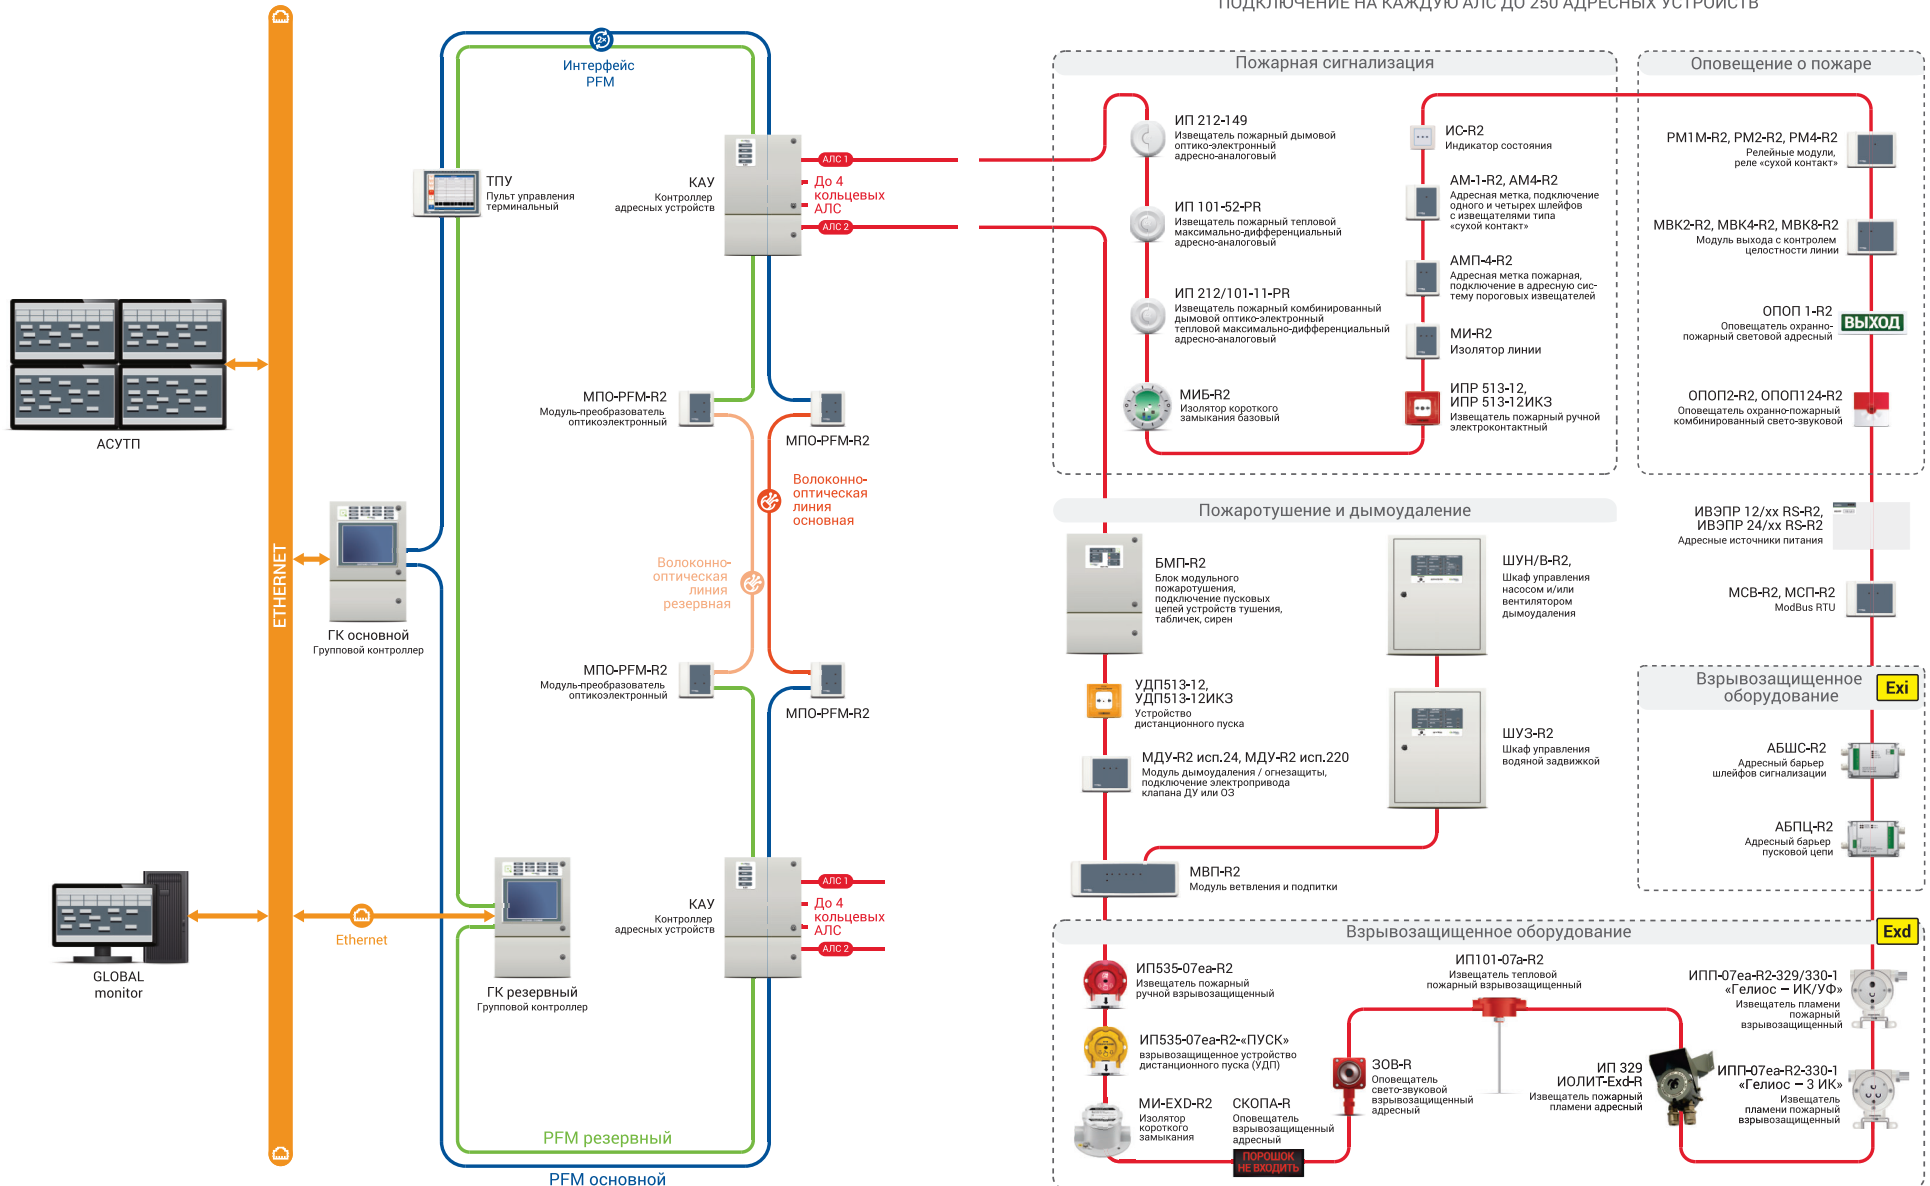 ПОДКЛЮЧЕНИЕ НА КАЖДУЮ АЛС ДО 250 АДРЕСНЫХ УСТРОЙСТВ
Интерфейс
PFM
ТПУ
Пульт управления
терминальный
КАУ
Контроллер
адресных устройств
АЛС 1
До 4
кольцевых
АЛС
АЛС 2
АСУТП
ETHERNET
МПО-PFM-R2
Модуль-преобразователь
оптикоэлектронный
МПО-PFM-R2
Волоконно-
оптическая
линия
основная
Волоконно-
оптическая
линия
резервная
ГК основной
Групповой контроллер
МПО-PFM-R2
Модуль-преобразователь
оптикоэлектронный
МПО-PFM-R2
GLOBAL
monitor
Ethernet
ГК резервный
Групповой контроллер
КАУ
Контроллер
адресных устройств
АЛС 1
До 4
кольцевых
АЛС
АЛС 2
PFM резервный
PFM основной
Пожарная сигнализация
ИП 212-149
Извещатель пожарный дымовой
оптико-электронный
адресно-аналоговый
ИП 101-52-PR
Извещатель пожарный тепловой
максимально-дифференциальный
адресно-аналоговый
ИП 212/101-11-PR
Извещатель пожарный комбинированный
дымовой оптико-электронный
тепловой максимально-дифференциальный
адресно-аналоговый
МИБ-R2
Изолятор короткого
замыкания базовый
ИС-R2
Индикатор состояния
АМ-1-R2, АМ4-R2
Адресная метка, подключение
одного и четырех шлейфов
с извещателями типа
«сухой контакт»
АМП-4-R2
Адресная метка пожарная,
подключение в адресную сис-
тему пороговых извещателей
МИ-R2
Изолятор линии
ИПР 513-12,
ИПР 513-12ИКЗ
Извещатель пожарный ручной
электроконтактный
Оповещение о пожаре
РМ1М-R2, РМ2-R2, РМ4-R2
Релейные модули,
реле «сухой контакт»
МВК2-R2, МВК4-R2, МВК8-R2
Модуль выхода с контролем
целостности линии
ОПОП 1-R2
Оповещатель охранно-
пожарный световой адресный
ВЫХОД
ОПОП2-R2, ОПОП124-R2
Оповещатель охранно-пожарный
комбинированный свето-звуковой
ИВЭПР 12/хх RS-R2,
ИВЭПР 24/хх RS-R2
Адресные источники питания
МСВ-R2, МСП-R2
ModBus RTU
Пожаротушение и дымоудаление
БМП-R2
Блок модульного
пожаротушения,
подключение пусковых
цепей устройств тушения,
табличек, сирен
УДП513-12,
УДП513-12ИКЗ
Устройство
дистанционного пуска
МДУ-R2 исп.24, МДУ-R2 исп.220
Модуль дымоудаления / огнезащиты,
подключение электропривода
клапана ДУ или ОЗ
ШУН/В-R2,
Шкаф управления
насосом и/или
вентилятором
дымоудаления
ШУЗ-R2
Шкаф управления
водяной задвижкой
МВП-R2
Модуль ветвления и подпитки
Взрывозащищенное
оборудование
Exi
АБШС-R2
Адресный барьер
шлейфов сигнализации
АБПЦ-R2
Адресный барьер
пусковой цепи
Взрывозащищенное оборудование
Exd
ИП535-07еа-R2
Извещатель пожарный
ручной взрывозащищенный
ИП535-07еа-R2-«ПУСК»
взрывозащищенное устройство
дистанционного пуска (УДП)
МИ-EXD-R2
Изолятор
короткого
замыкания
СКОПА-R
Оповещатель
взрывозащищенный
адресный
ПОРОШОК
НЕ ВХОДИТЬ
ЗОВ-R
Оповещатель
свето-звуковой
взрывозащищенный
адресный
ИП101-07а-R2
Извещатель тепловой
пожарный взрывозащищенный
ИП 329
ИОЛИТ-Exd-R
Извещатель пожарный
пламени адресный
ИПП-07еа-R2-329/330-1
«Гелиос – ИК/УФ»
Извещатель пламени
пожарный
взрывозащищенный
ИПП-07еа-R2-330-1
«Гелиос – 3 ИК»
Извещатель
пламени пожарный
взрывозащищенный